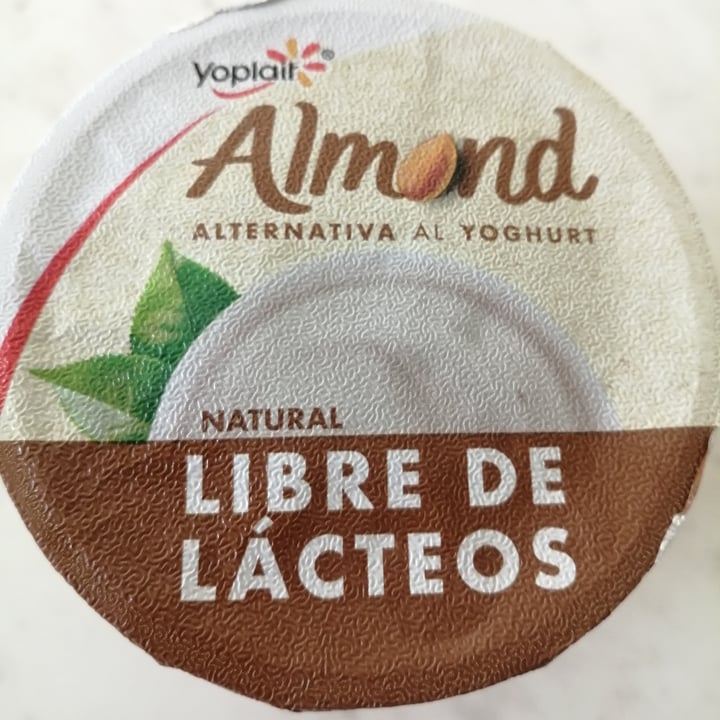 Yoplait®
Almond
ALTERNATIVA AL YOGHURT
NATURAL
LIBRE DE
LÁCTEOS